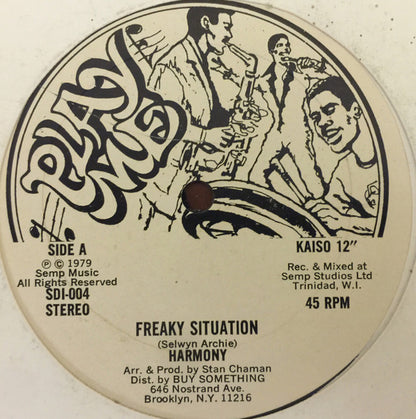 PLAY
ME
SIDE A
℗ © 1979
Semp Music
All Rights Reserved
SDI-004
STEREO
KAISO 12"
Rec. & Mixed at
Semp Studios Ltd
Trinidad, W.I.
45 RPM
FREAKY SITUATION
(Selwyn Archie)
HARMONY
Arr. & Prod. by Stan Chaman
Dist. by BUY SOMETHING
646 Nostrand Ave.
Brooklyn, N.Y. 11216